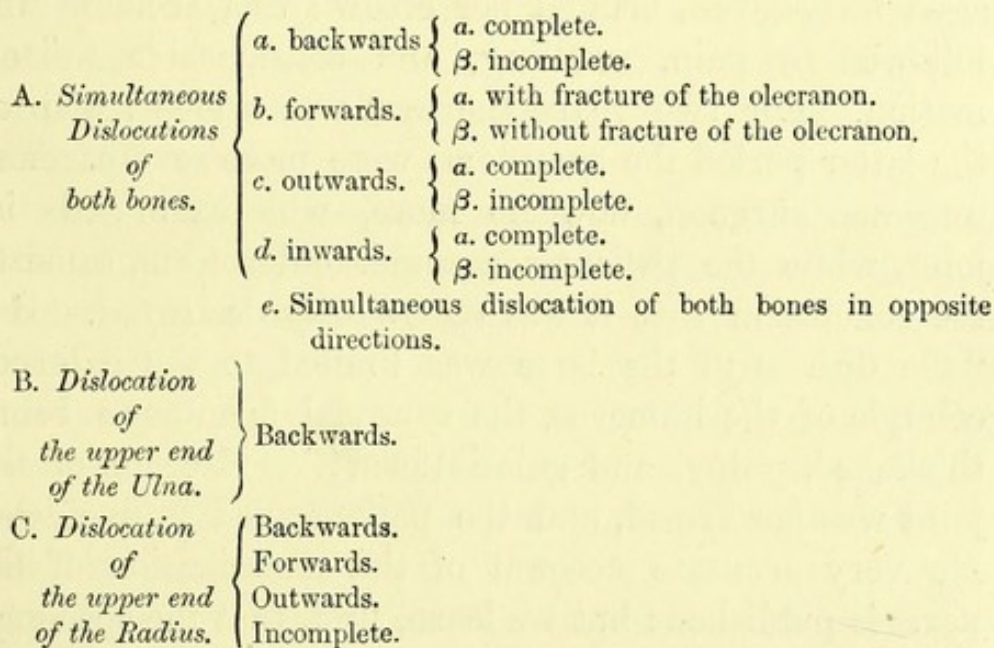 a. backwards { α. complete.
β. incomplete.
A. Simultaneous Dislocations of both bones.
b. forwards. { α. with fracture of the olecranon.
β. without fracture of the olecranon.
c. outwards. { α. complete.
β. incomplete.
d. inwards. { α. complete.
β. incomplete.
e. Simultaneous dislocation of both bones in opposite
directions.
B. Dislocation
of
the upper end
of the Ulna.
Backwards.
C. Dislocation
of
the upper end
of the Radius.
Backwards.
Forwards.
Outwards.
Incomplete.